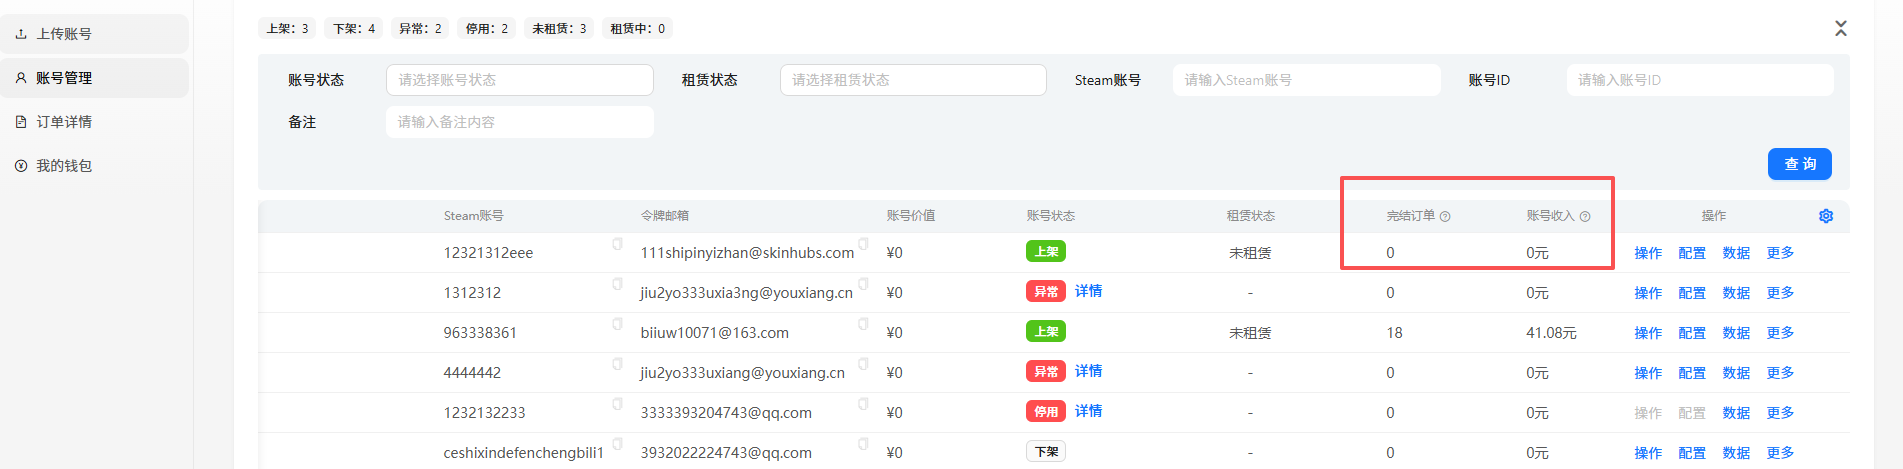 上传账号
账号管理
订单详情
我的钱包
上架：3 下架：4 异常：2 停用：2 未租赁：3 租赁中：0
账号状态 请选择账号状态 租赁状态 请选择租赁状态 Steam账号 请输入Steam账号 账号ID 请输入账号ID
备注 请输入备注内容
查 询
Steam账号 令牌邮箱 账号价值 账号状态 租赁状态 完结订单 账号收入 操作
12321312eee 111shipinyizhan@skinhubs.com ¥0 上架 未租赁 0 0元 操作 配置 数据 更多
1312312 jiu2yo333uxia3ng@youxiang.cn ¥0 异常 详情 - 0 0元 操作 配置 数据 更多
963338361 biiuw10071@163.com ¥0 上架 未租赁 18 41.08元 操作 配置 数据 更多
4444442 jiu2yo333uxiang@youxiang.cn ¥0 异常 详情 - 0 0元 操作 配置 数据 更多
1232132233 3333393204743@qq.com ¥0 停用 详情 - 0 0元 操作 配置 数据 更多
ceshixindefenchengbili1 3932022224743@qq.com ¥0 下架 - 0 0元 操作 配置 数据 更多